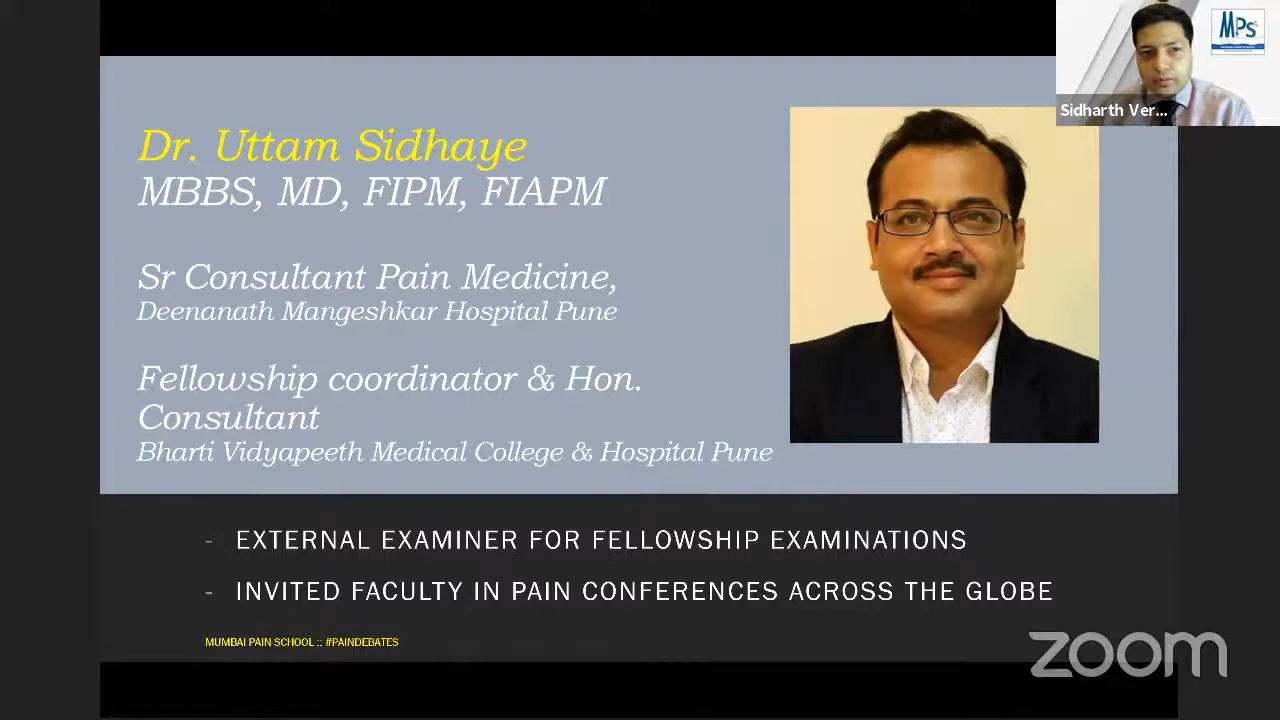 Dr. Uttam Sidhaye
MBBS, MD, FIPM, FIAPM
Sr Consultant Pain Medicine,
Deenanath Mangeshkar Hospital Pune
Fellowship coordinator & Hon.
Consultant
Bharti Vidyapeeth Medical College & Hospital Pune
- EXTERNAL EXAMINER FOR FELLOWSHIP EXAMINATIONS
- INVITED FACULTY IN PAIN CONFERENCES ACROSS THE GLOBE
MUMBAI PAIN SCHOOL :: #PAINDEBATES
MPS
Sidharth Ver...
zoom